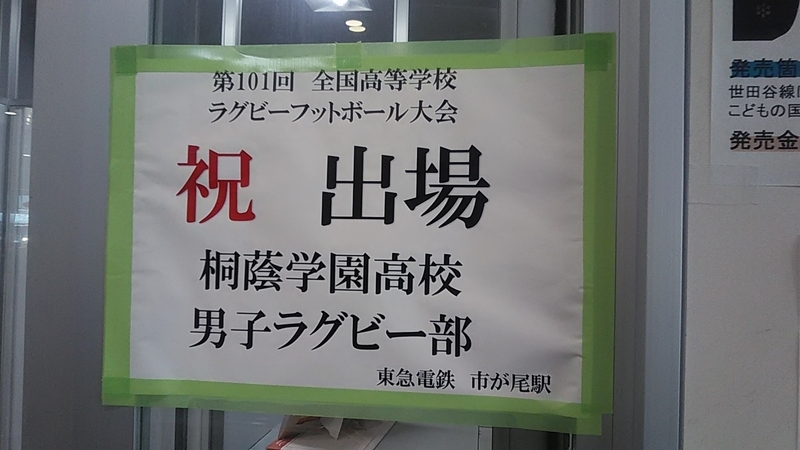 第101回 全国高等学校
ラグビーフットボール大会
祝 出場
桐蔭学園高校
男子ラグビー部
東急電鉄 市が尾駅
発売箇
世田谷線
こどもの国
発売金